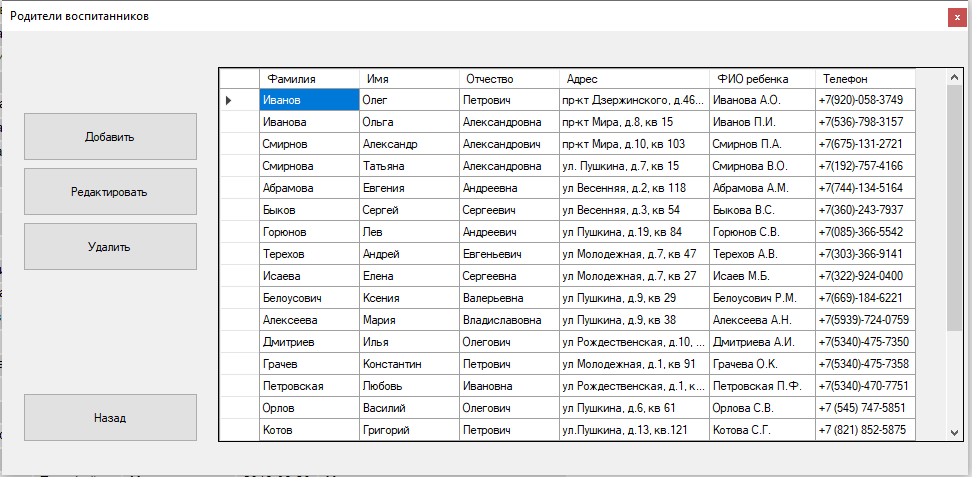 Родители воспитанников
x
Фамилия Имя Отчество Адрес ФИО ребенка Телефон
Иванов Олег Петрович пр-кт Дзержинского, д.46... Иванова А.О. +7(920)-058-3749
Иванова Ольга Александровна пр-кт Мира, д.8, кв 15 Иванов П.И. +7(536)-798-3157
Смирнов Александр Александрович пр-кт Мира, д.10, кв 103 Смирнов П.А. +7(675)-131-2721
Смирнова Татьяна Александровна ул. Пушкина, д.7, кв 15 Смирнова В.О. +7(192)-757-4166
Абрамова Евгения Андреевна ул Весенняя, д.2, кв 118 Абрамова А.М. +7(744)-134-5164
Быков Сергей Сергеевич ул Весенняя, д.3, кв 54 Быкова В.С. +7(360)-243-7937
Горюнов Лев Андреевич ул Пушкина, д.19, кв 84 Горюнов С.В. +7(085)-366-5542
Терехов Андрей Евгеньевич ул Молодежная, д.7, кв 47 Терехов А.В. +7(303)-366-9141
Исаева Елена Сергеевна ул Молодежная, д.7, кв 27 Исаев М.Б. +7(322)-924-0400
Белоусович Ксения Валерьевна ул Пушкина, д.9, кв 29 Белоусович Р.М. +7(669)-184-6221
Алексеева Мария Владиславовна ул Пушкина, д.9, кв 38 Алексеева А.Н. +7(5939)-724-0759
Дмитриев Илья Олегович ул Рождественская, д.10, ... Дмитриева А.И. +7(5340)-475-7350
Грачев Константин Петрович ул Молодежная, д.1, кв 91 Грачева О.К. +7(5340)-475-7358
Петровская Любовь Ивановна ул Рождественская, д.1, к... Петровская П.Ф. +7(5340)-470-7751
Орлов Василий Олегович ул Пушкина, д.6, кв 61 Орлова С.В. +7 (545) 747-5851
Котов Григорий Петрович ул.Пушкина, д.13, кв.121 Котова С.Г. +7 (821) 852-5875
Добавить
Редактировать
Удалить
Назад